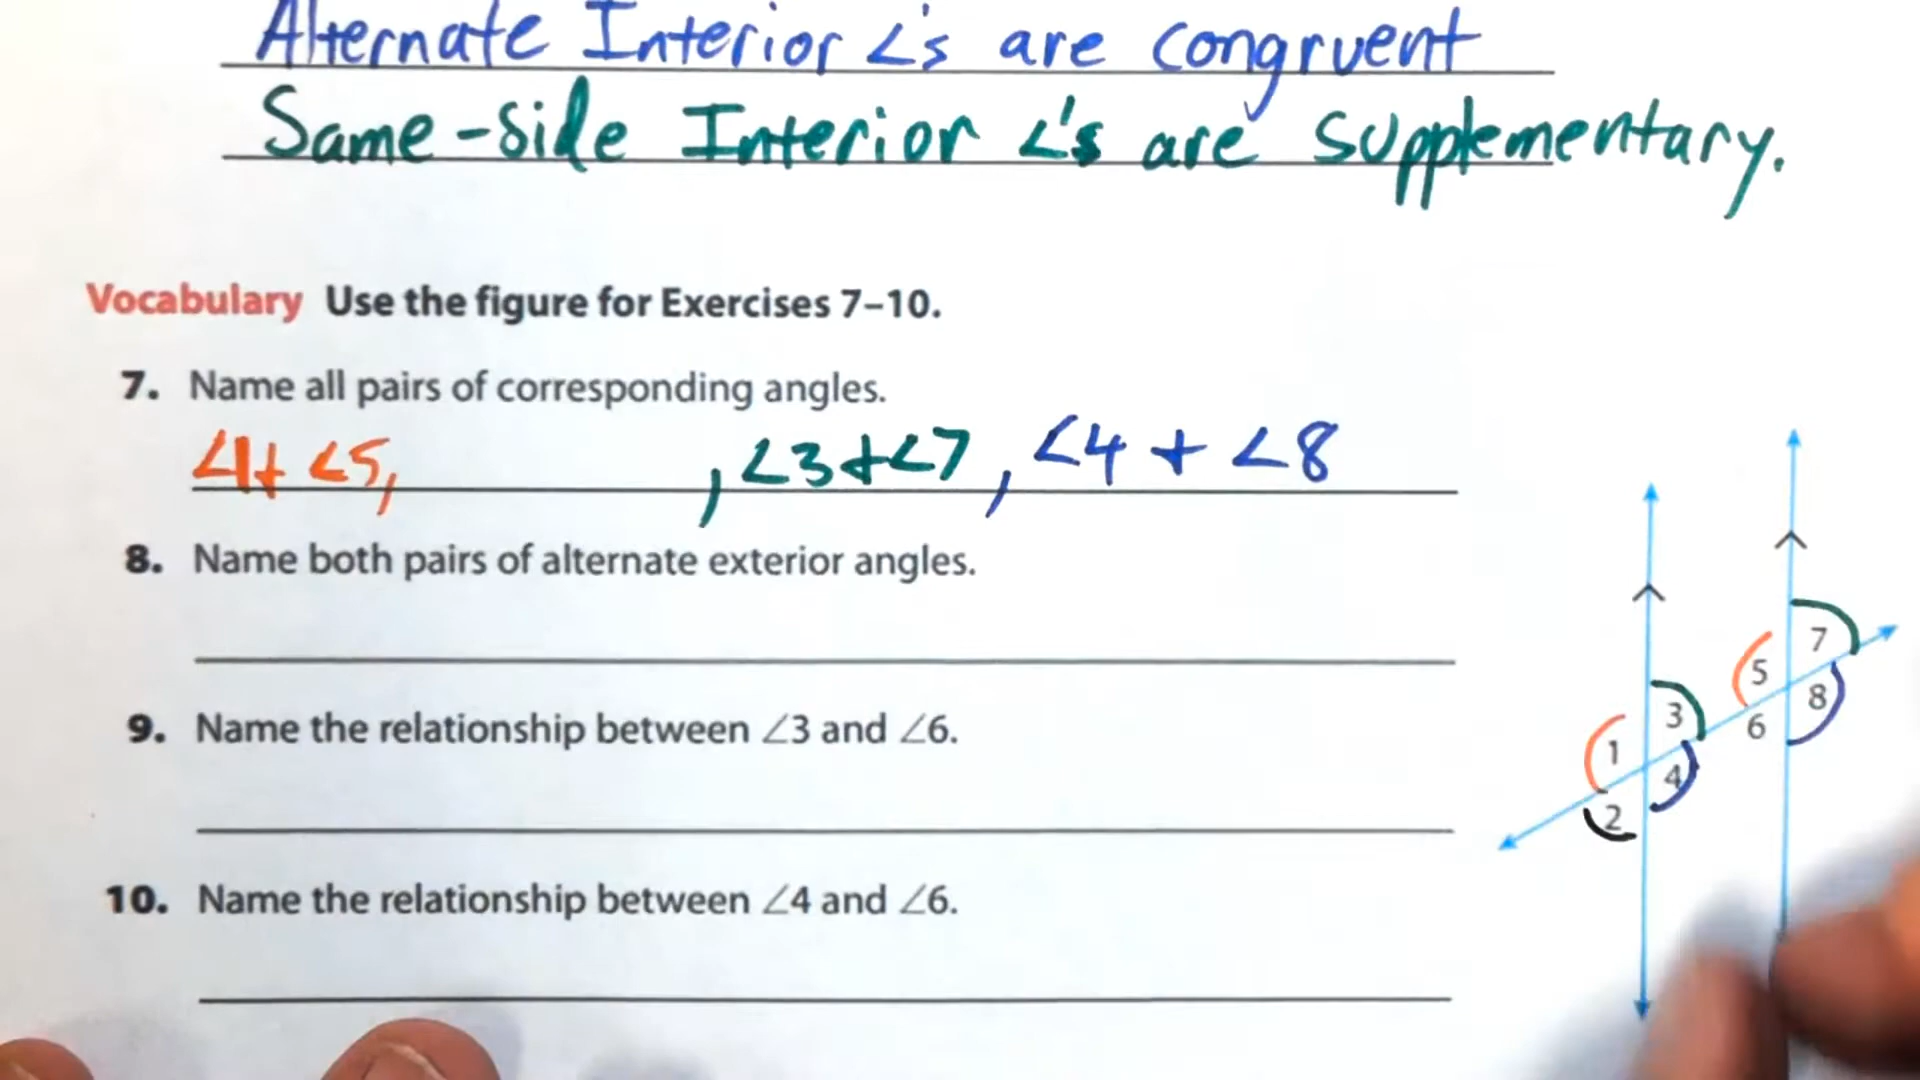 Alternate Interior ∠'s are congruent
Same-side Interior ∠'s are supplementary.
Vocabulary Use the figure for Exercises 7–10.
7. Name all pairs of corresponding angles.
∠1+ ∠5, , ∠3+∠7, ∠4 + ∠8
8. Name both pairs of alternate exterior angles.
9. Name the relationship between ∠3 and ∠6.
10. Name the relationship between ∠4 and ∠6.
1
2
3
4
5
6
7
8